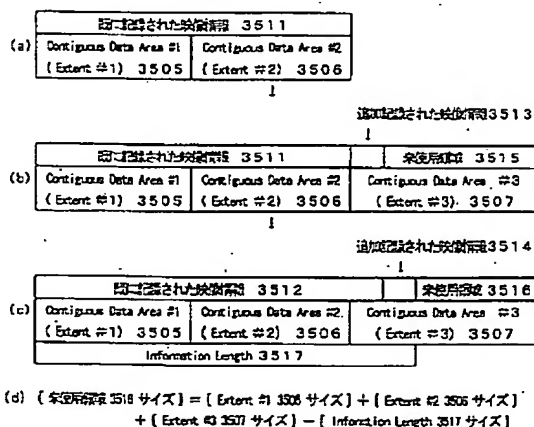 既に記録された映像情報 3511
(a) Contiguous Data Area #1 Contiguous Data Area #2
(Extent #1) 3505 (Extent #2) 3506
追加記録された映像情報3513
既に記録された映像情報 3511 未使用領域 3515
(b) Contiguous Data Area #1 Contiguous Data Area #2 Contiguous Data Area #3
(Extent #1) 3505 (Extent #2) 3506 (Extent #3) 3507
追加記録された映像情報3514
既に記録された映像情報 3512 未使用領域 3516
(c) Contiguous Data Area #1 Contiguous Data Area #2 Contiguous Data Area #3
(Extent #1) 3505 (Extent #2) 3506 (Extent #3) 3507
Information Length 3517
(d) [未使用領域 3516 サイズ] = [Extent #1 3505 サイズ] + [Extent #2 3506 サイズ]
+ [Extent #3 3507 サイズ] − [Information Length 3517 サイズ]